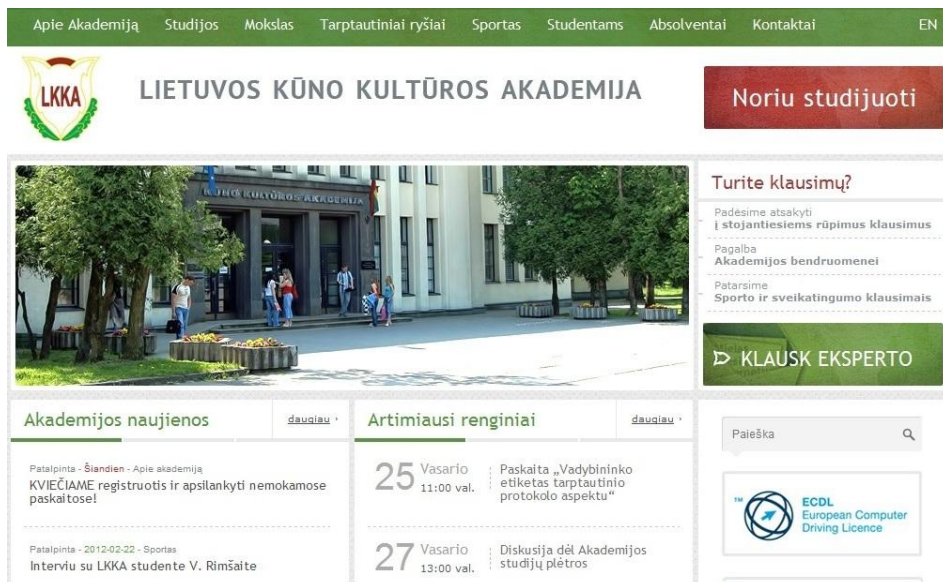 Apie Akademiją Studijos Mokslas Tarptautiniai ryšiai Sportas Studentams Absolventai Kontaktai EN
LKKA
LIETUVOS KŪNO KULTŪROS AKADEMIJA
Noriu studijuoti
KŪNO KULTŪROS AKADEMIJA
Turite klausimų?
Padėsime atsakyti
į stojantiesiems rūpimus klausimus
Pagalba
Akademijos bendruomenei
Patarsime
Sporto ir sveikatingumo klausimais
KLAUSK EKSPERTO
Akademijos naujienos
daugiau
Patalpinta - Šiandien - Apie akademiją
KVIEČIAME registruotis ir apsilankyti nemokamose
paskaitose!
Patalpinta - 2012-02-22 - Sportas
Interviu su LKKA studente V. Rimšaite
Artimiausi renginiai
daugiau
25 Vasario
11:00 val.
Paskaita „Vadybininko
etiketas tarptautinio
protokolo aspektu“
27 Vasario
13:00 val.
Diskusija dėl Akademijos
studijų plėtros
Paieška
™
ECDL
European Computer
Driving Licence